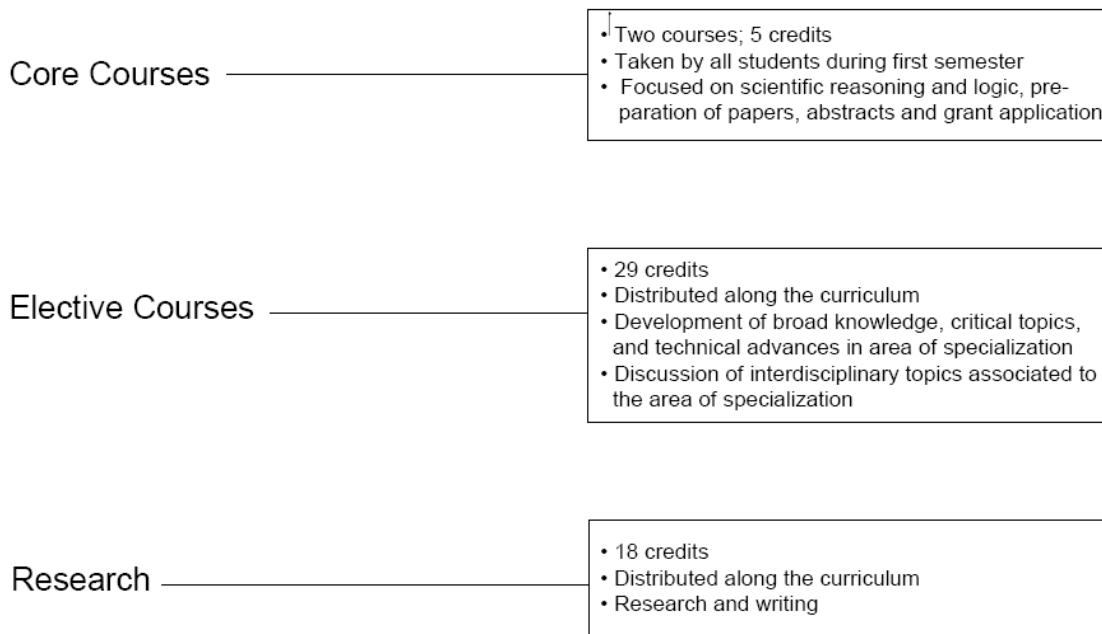 Core Courses
• Two courses; 5 credits
• Taken by all students during first semester
• Focused on scientific reasoning and logic, pre-
paration of papers, abstracts and grant application
Elective Courses
• 29 credits
• Distributed along the curriculum
• Development of broad knowledge, critical topics,
and technical advances in area of specialization
• Discussion of interdisciplinary topics associated to
the area of specialization
Research
• 18 credits
• Distributed along the curriculum
• Research and writing